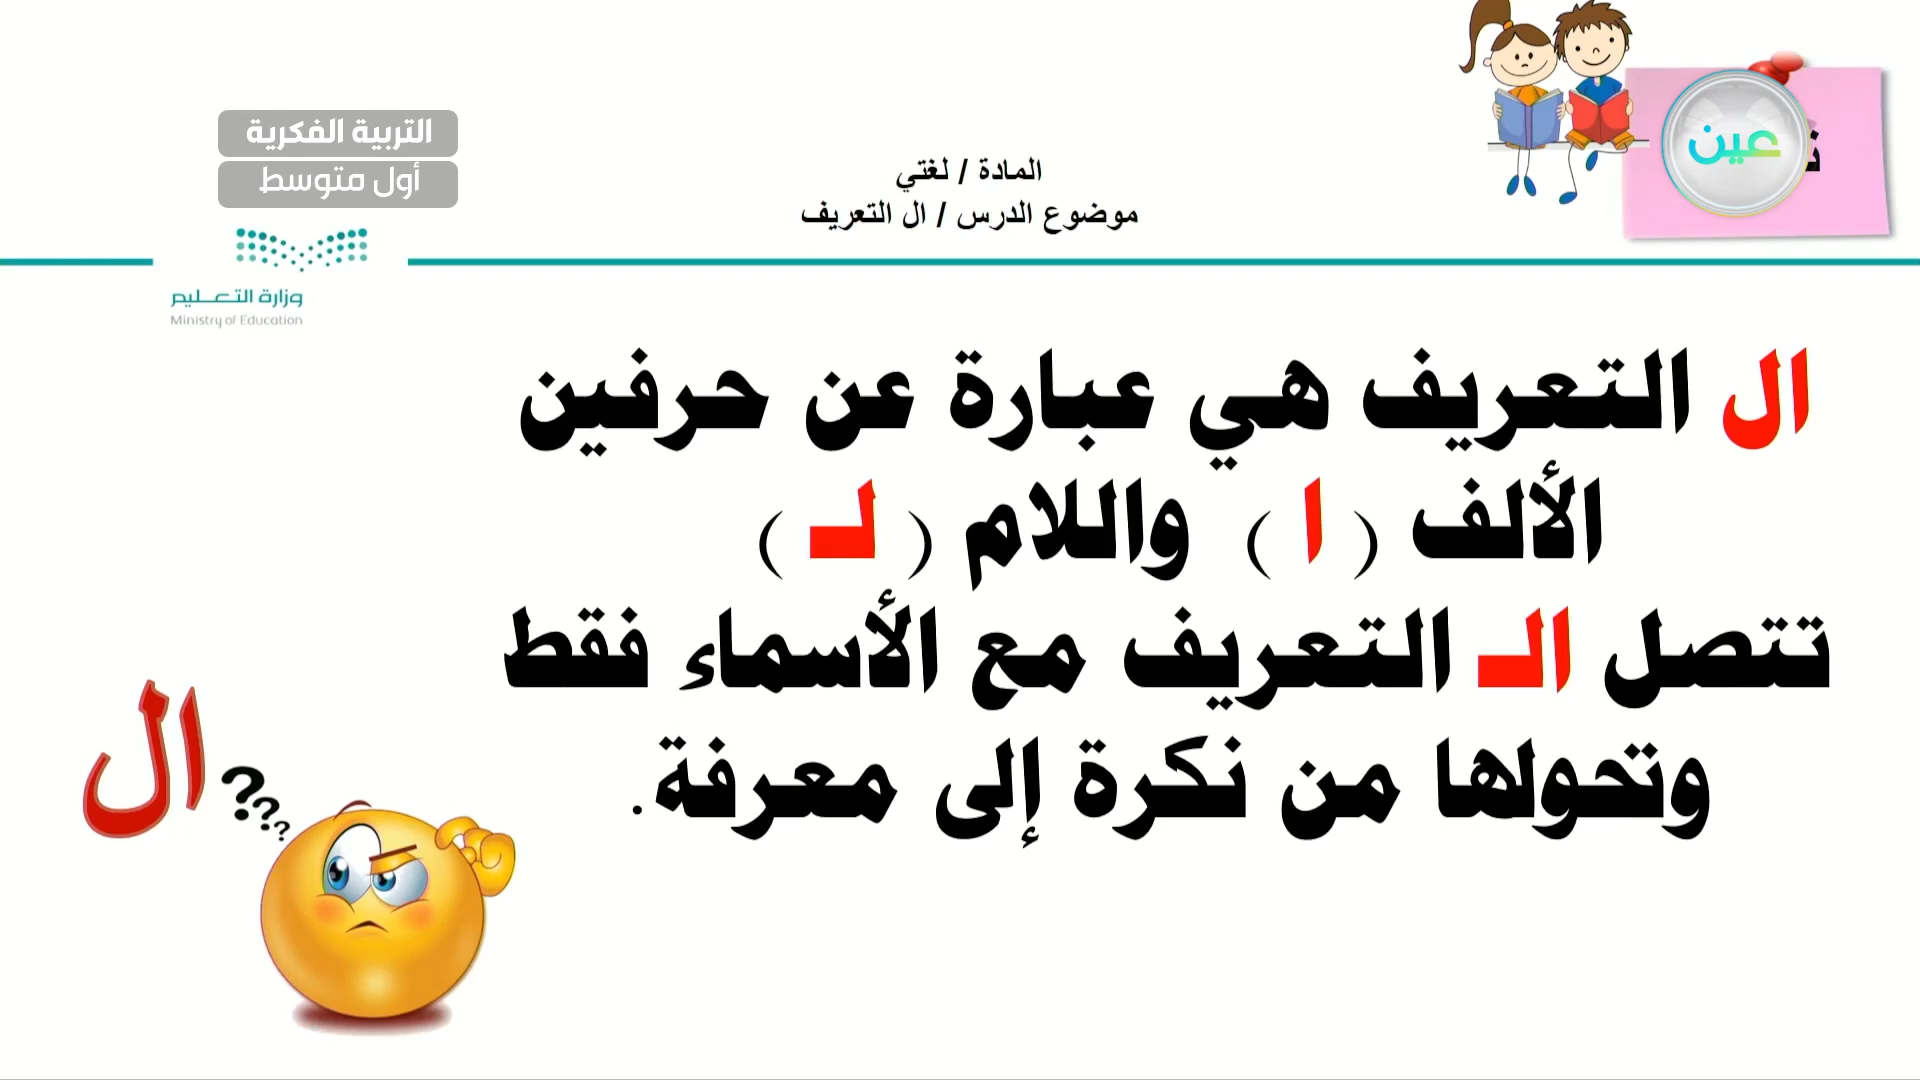 التربية الفكرية
أول متوسط
عين
المادة / لغتي
موضوع الدرس / ال التعريف
وزارة التعليم
Ministry of Education
ال التعريف هي عبارة عن حرفين
الألف ( ا ) واللام ( لـ )
تتصل الـ التعريف مع الأسماء فقط
وتحولها من نكرة إلى معرفة.
ال
???